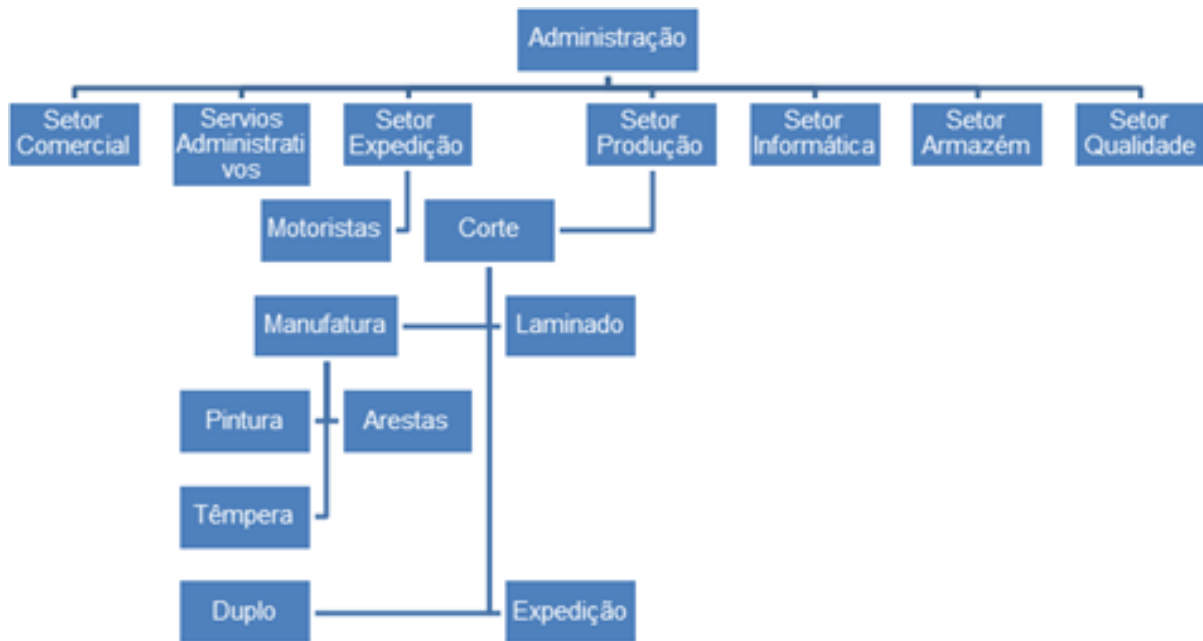 Administração
Setor
Comercial
Servios
Administrati
vos
Setor
Expedição
Setor
Produção
Setor
Informática
Setor
Armazém
Setor
Qualidade
Motoristas
Corte
Manufatura
Laminado
Pintura
Arestas
Têmpera
Duplo
Expedição